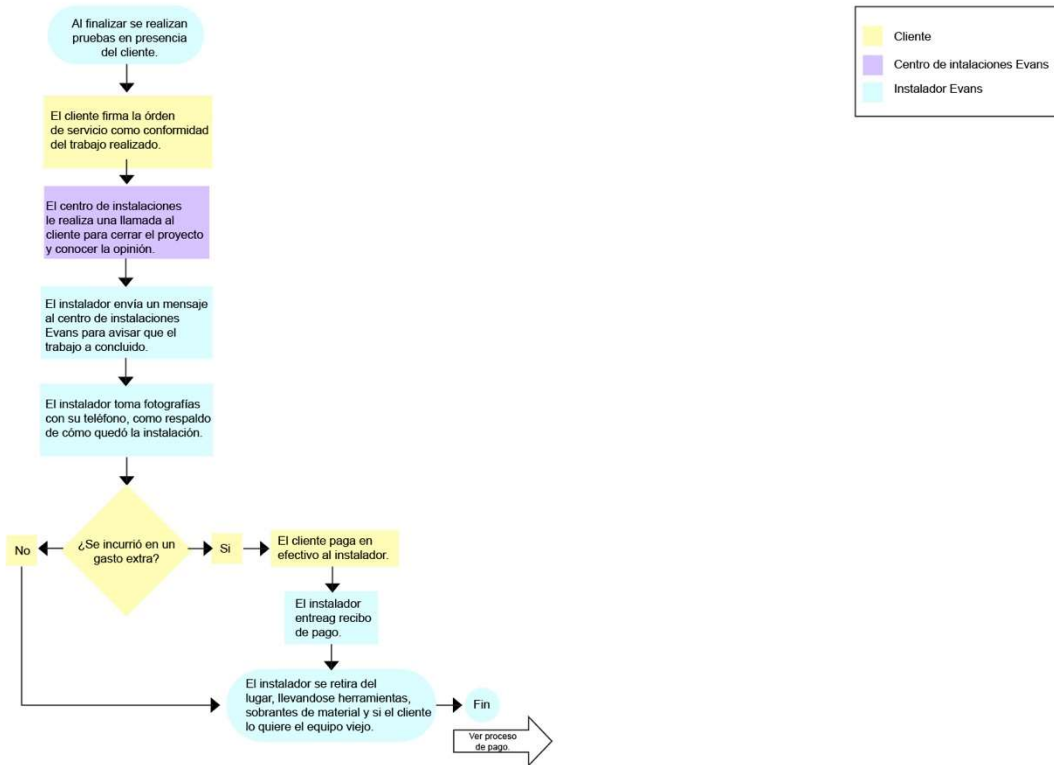 Al finalizar se realizan
pruebas en presencia
del cliente.
Cliente
Centro de intalaciones Evans
Instalador Evans
El cliente firma la órden
de servicio como conformidad
del trabajo realizado.
El centro de instalaciones
le realiza una llamada al
cliente para cerrar el proyecto
y conocer la opinión.
El instalador envía un mensaje
al centro de instalaciones
Evans para avisar que el
trabajo a concluido.
El instalador toma fotografías
con su teléfono, como respaldo
de cómo quedó la instalación.
¿Se incurrió en un
gasto extra?
No
Si
El cliente paga en
efectivo al instalador.
El instalador
entreag recibo
de pago.
El instalador se retira del
lugar, llevandose herramientas,
sobrantes de material y si el cliente
lo quiere el equipo viejo.
Fin
Ver proceso
de pago.